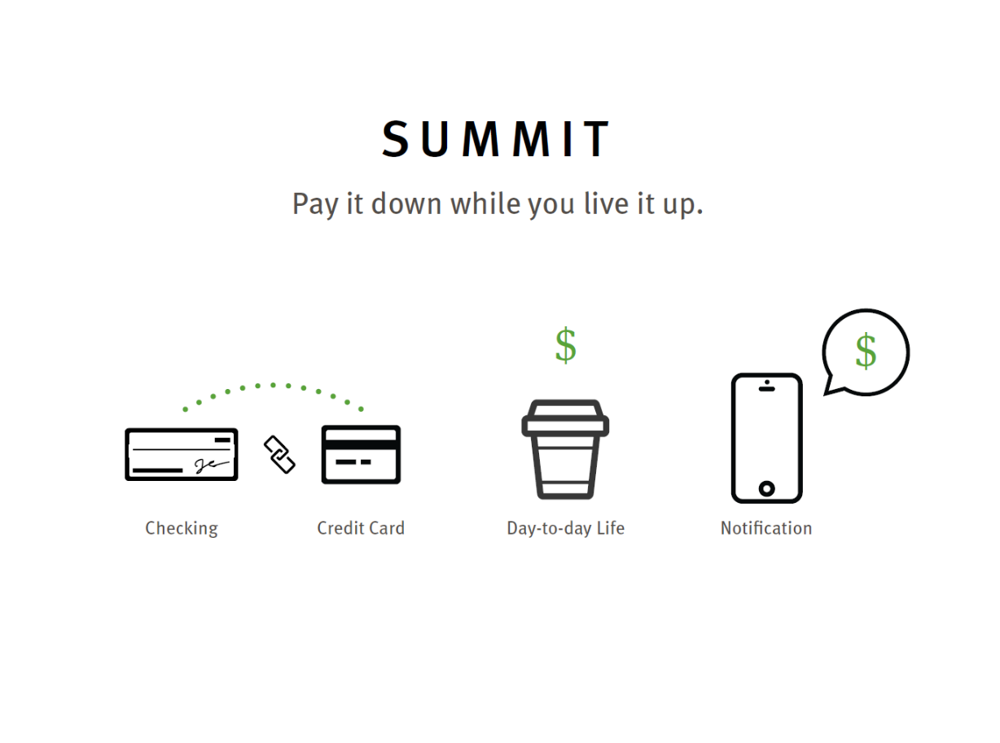 SUMMIT
Pay it down while you live it up.
$
$
Checking
Credit Card
Day-to-day Life
Notification